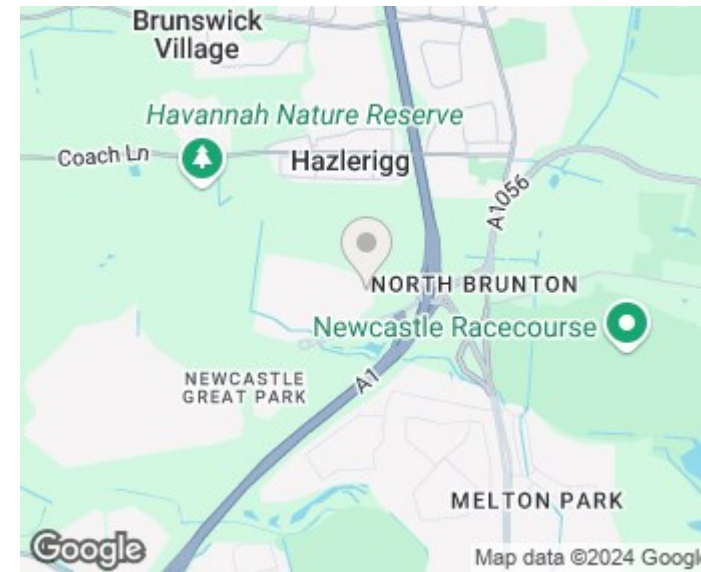 Brunswick
Village
Havannah Nature Reserve
Coach Ln
Hazlerigg
A1056
NORTH BRUNTON
Newcastle Racecourse
NEWCASTLE
GREAT PARK
A1
MELTON PARK
Google
Map data ©2024 Google